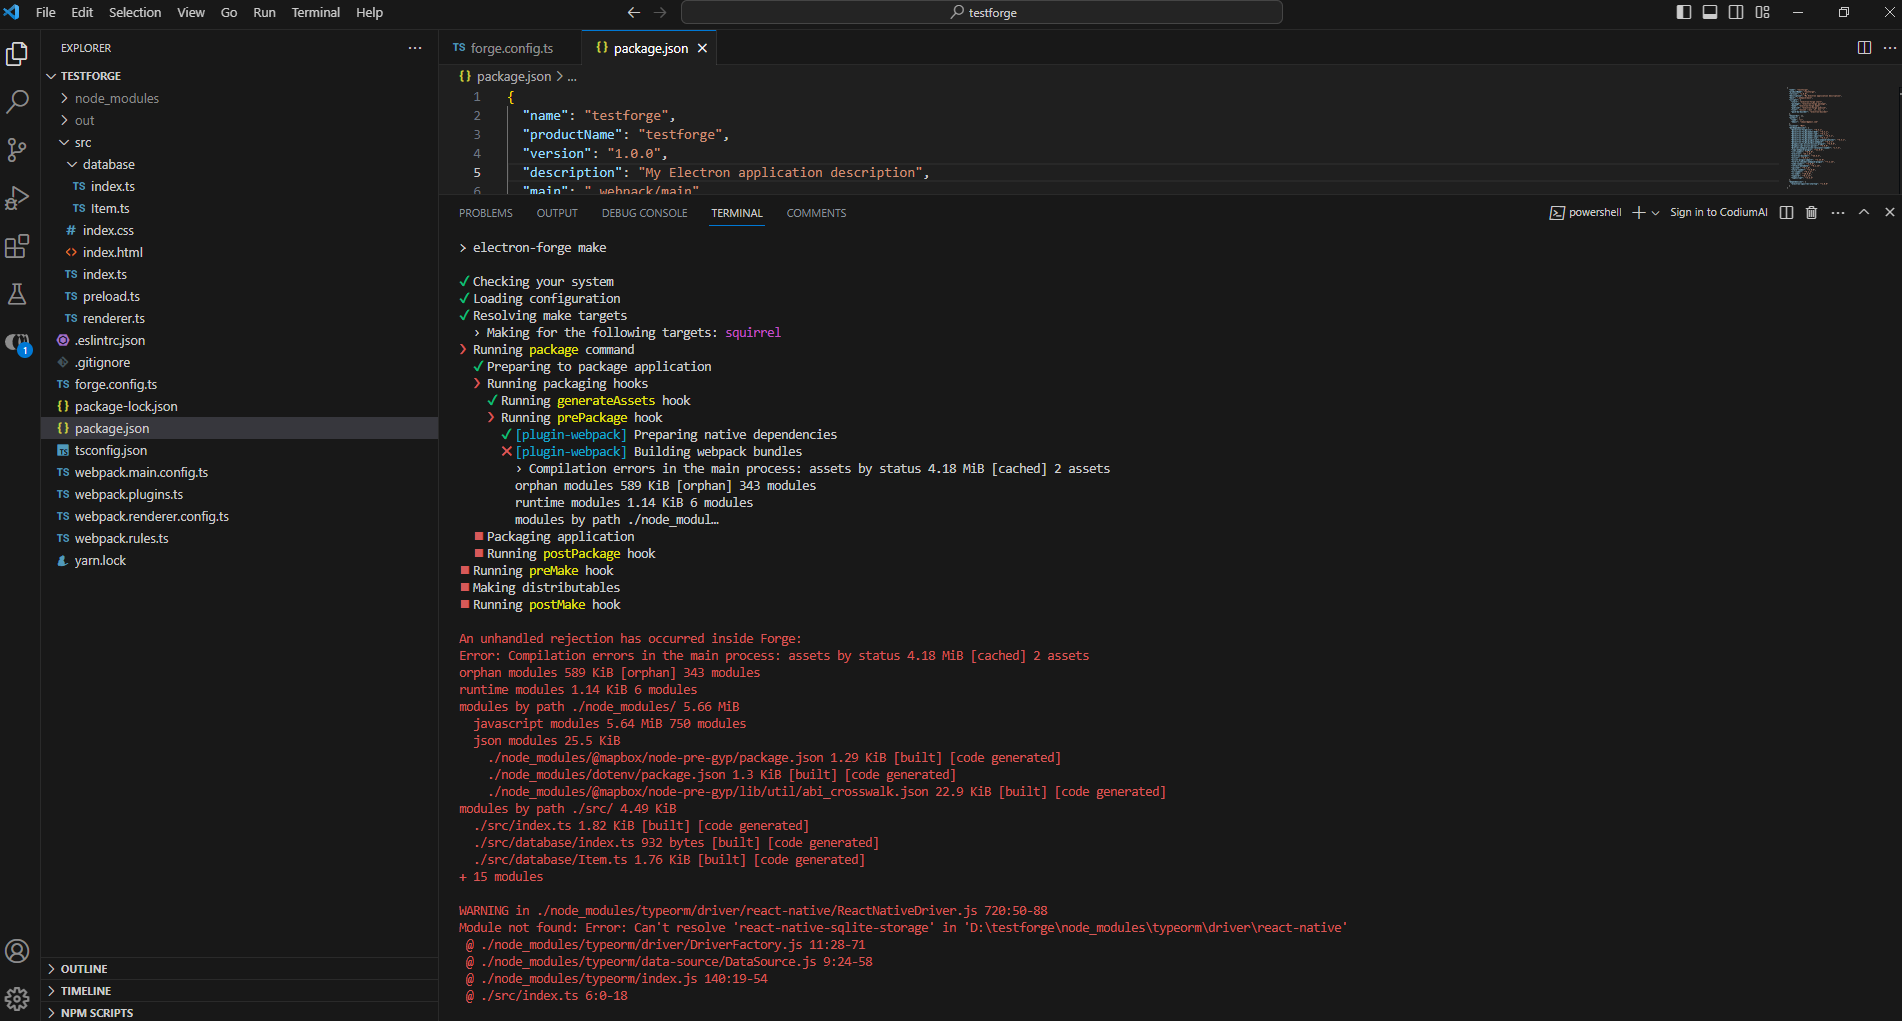 File Edit Selection View Go Run Terminal Help
testforge
EXPLORER
TESTFORGE
node_modules
out
src
database
TS index.ts
TS Item.ts
# index.css
<> index.html
TS index.ts
TS preload.ts
TS renderer.ts
.eslintrc.json
.gitignore
TS forge.config.ts
{} package-lock.json
{} package.json
tsconfig.json
TS webpack.main.config.ts
TS webpack.plugins.ts
TS webpack.renderer.config.ts
TS webpack.rules.ts
yarn.lock
1
OUTLINE
TIMELINE
NPM SCRIPTS
TS forge.config.ts
{} package.json
{} package.json > ...
1 {
2 "name": "testforge",
3 "productName": "testforge",
4 "version": "1.0.0",
5 "description": "My Electron application description",
6 "main": ".webpack/main"
PROBLEMS OUTPUT DEBUG CONSOLE TERMINAL COMMENTS
powershell
Sign in to CodiumAI
> electron-forge make
✓ Checking your system
✓ Loading configuration
✓ Resolving make targets
› Making for the following targets: squirrel
❯ Running package command
✓ Preparing to package application
❯ Running packaging hooks
✓ Running generateAssets hook
❯ Running prePackage hook
✓ [plugin-webpack] Preparing native dependencies
✕ [plugin-webpack] Building webpack bundles
› Compilation errors in the main process: assets by status 4.18 MiB [cached] 2 assets
orphan modules 589 KiB [orphan] 343 modules
runtime modules 1.14 KiB 6 modules
modules by path ./node_modul…
■ Packaging application
■ Running postPackage hook
■ Running preMake hook
■ Making distributables
■ Running postMake hook
An unhandled rejection has occurred inside Forge:
Error: Compilation errors in the main process: assets by status 4.18 MiB [cached] 2 assets
orphan modules 589 KiB [orphan] 343 modules
runtime modules 1.14 KiB 6 modules
modules by path ./node_modules/ 5.66 MiB
javascript modules 5.64 MiB 750 modules
json modules 25.5 KiB
./node_modules/@mapbox/node-pre-gyp/package.json 1.29 KiB [built] [code generated]
./node_modules/dotenv/package.json 1.3 KiB [built] [code generated]
./node_modules/@mapbox/node-pre-gyp/lib/util/abi_crosswalk.json 22.9 KiB [built] [code generated]
modules by path ./src/ 4.49 KiB
./src/index.ts 1.82 KiB [built] [code generated]
./src/database/index.ts 932 bytes [built] [code generated]
./src/database/Item.ts 1.76 KiB [built] [code generated]
+ 15 modules
WARNING in ./node_modules/typeorm/driver/react-native/ReactNativeDriver.js 720:50-88
Module not found: Error: Can't resolve 'react-native-sqlite-storage' in 'D:\testforge\node_modules\typeorm\driver\react-native'
@ ./node_modules/typeorm/driver/DriverFactory.js 11:28-71
@ ./node_modules/typeorm/data-source/DataSource.js 9:24-58
@ ./node_modules/typeorm/index.js 140:19-54
@ ./src/index.ts 6:0-18